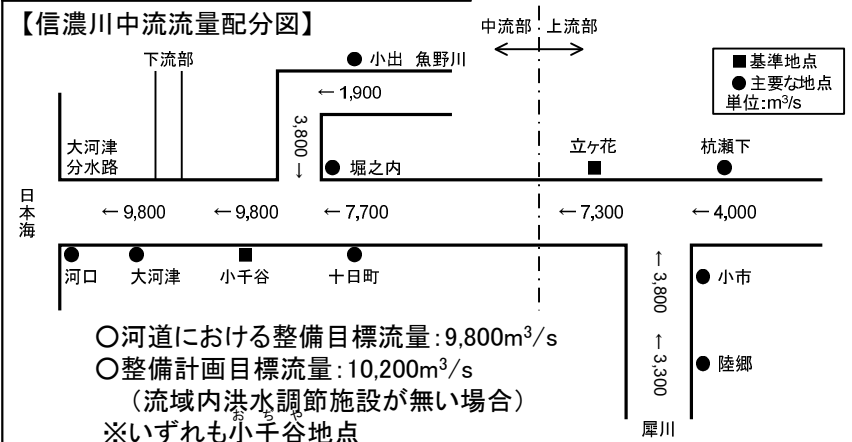 【信濃川中流流量配分図】
中流部 上流部
下流部
小出 魚野川
■基準地点
●主要な地点
単位:m³/s
←1,900
3,800→
大河津
分水路
堀之内
立ヶ花
杭瀬下
日本海
←9,800
←9,800
←7,700
←7,300
←4,000
河口
大河津
小千谷
十日町
←3,800
小市
←3,300
陸郷
犀川
○河道における整備目標流量:9,800m³/s
○整備計画目標流量:10,200m³/s
(流域内洪水調節施設が無い場合)
おぢや
※いずれも小千谷地点